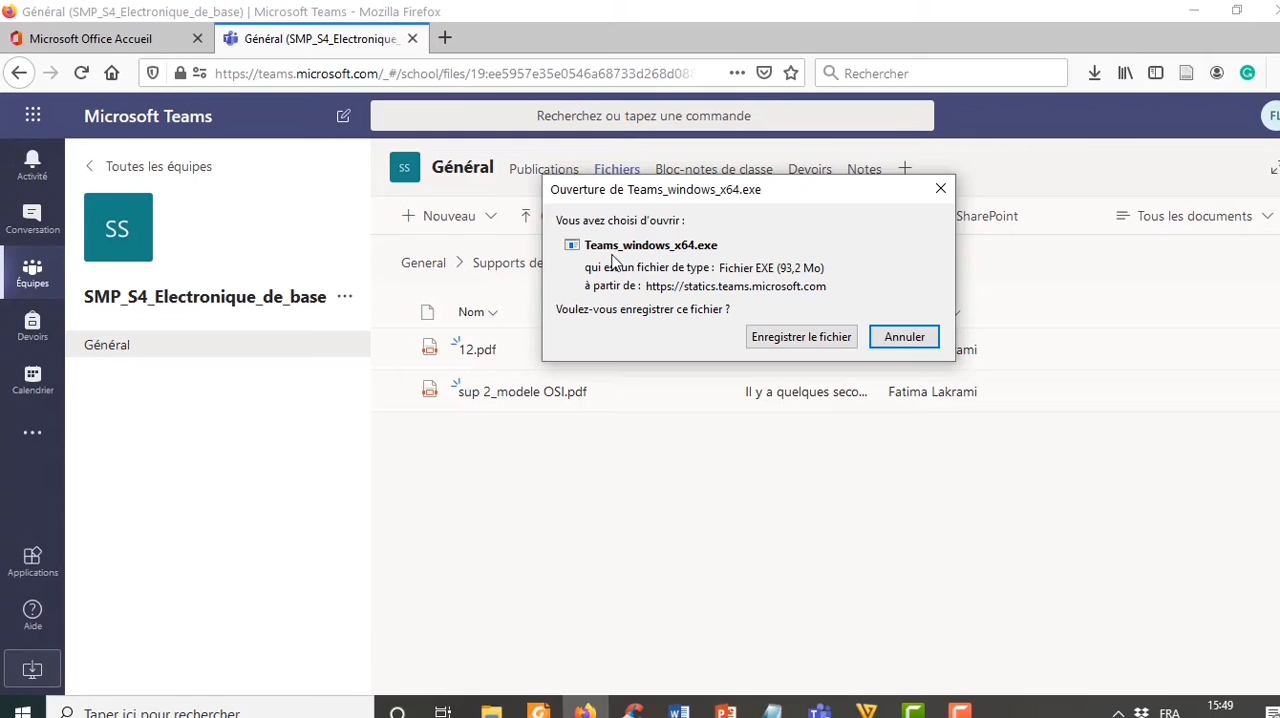 Général (SMP_S4_Electronique_de_base) | Microsoft Teams - Mozilla Firefox
Microsoft Office Accueil
Général (SMP_S4_Electronique_
https://teams.microsoft.com/_#/school/files/19:ee5957e35e0546a68733d268d08
Rechercher
Microsoft Teams
Recherchez ou tapez une commande
FL
Activité
Conversation
Équipes
Devoirs
Calendrier
Applications
Aide
Toutes les équipes
SS
SMP_S4_Electronique_de_base
Général
SS
Général
Publications
Fichiers
Bloc-notes de classe
Devoirs
Notes
Nouveau
SharePoint
Tous les documents
General
Supports de
Nom
12.pdf
sup 2_modele OSI.pdf
Il y a quelques seco...
Fatima Lakrami
Ouverture de Teams_windows_x64.exe
Vous avez choisi d'ouvrir :
Teams_windows_x64.exe
qui est un fichier de type : Fichier EXE (93,2 Mo)
à partir de : https://statics.teams.microsoft.com
Voulez-vous enregistrer ce fichier ?
Enregistrer le fichier
Annuler
Taper ici pour rechercher
FRA
15:49